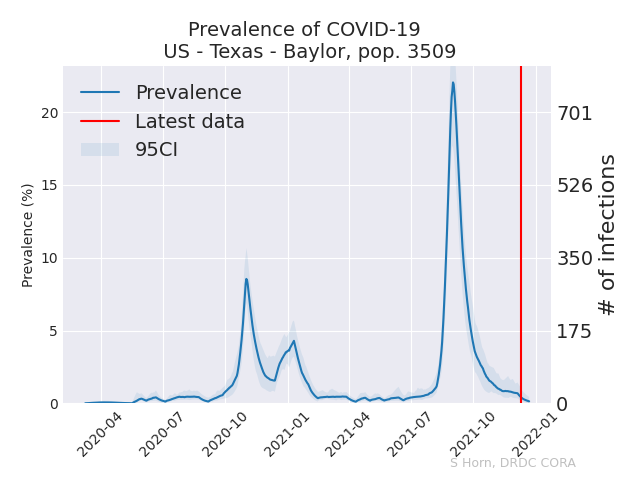 Prevalence of COVID-19
US - Texas - Baylor, pop. 3509
Prevalence
Latest data
95CI
Prevalence (%)
20
15
10
5
0
701
526
350
175
0
# of infections
2020-04
2020-07
2020-10
2021-01
2021-04
2021-07
2021-10
2022-01
S Horn, DRDC CORA